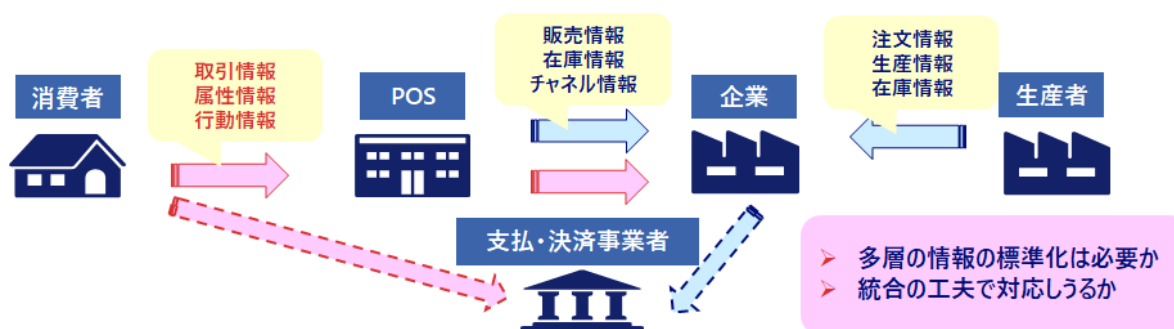 消費者
取引情報
属性情報
行動情報
POS
販売情報
在庫情報
チャネル情報
企業
注文情報
生産情報
在庫情報
生産者
支払・決済事業者
➢ 多層の情報の標準化は必要か
➢ 統合の工夫で対応しうるか